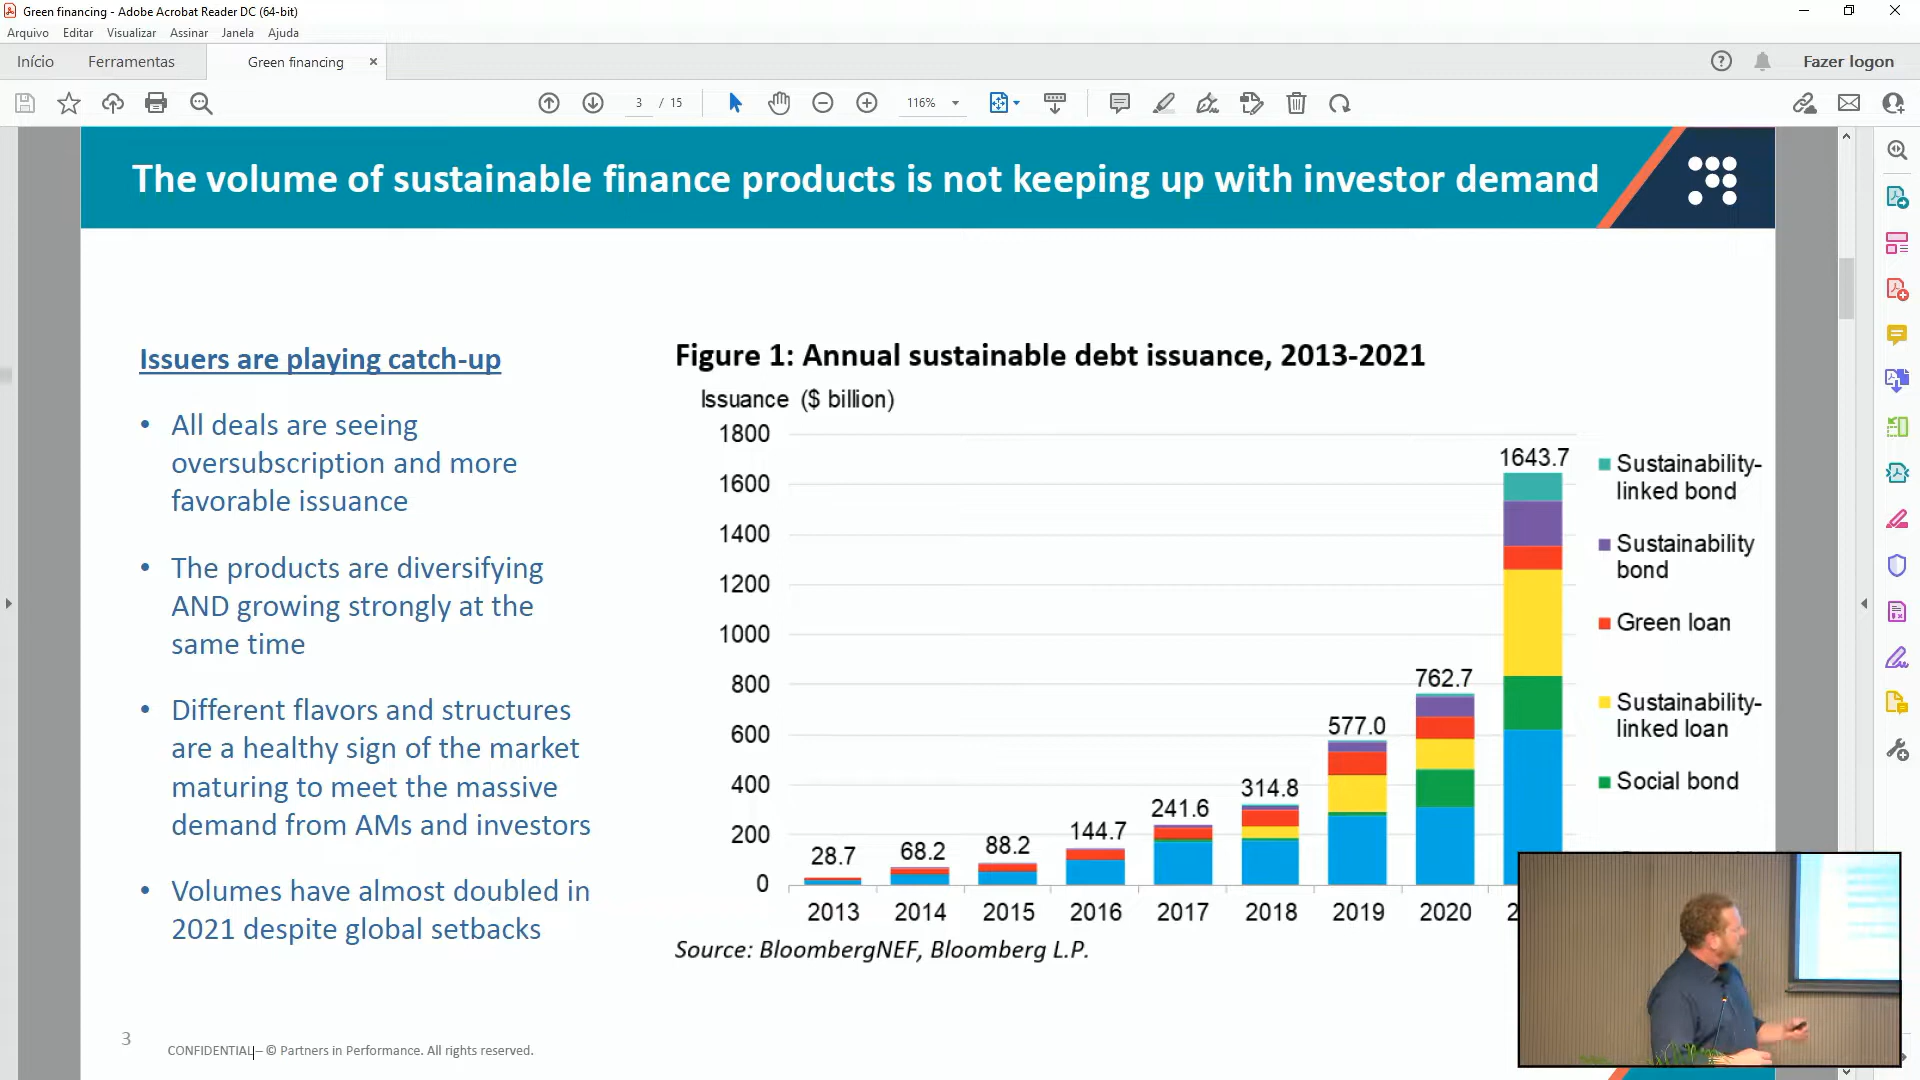 Green financing - Adobe Acrobat Reader DC (64-bit)
Arquivo Editar Visualizar Assinar Janela Ajuda
Início Ferramentas Green financing Fazer logon
3 / 15 116%
The volume of sustainable finance products is not keeping up with investor demand
Issuers are playing catch-up
• All deals are seeing
oversubscription and more
favorable issuance
• The products are diversifying
AND growing strongly at the
same time
• Different flavors and structures
are a healthy sign of the market
maturing to meet the massive
demand from AMs and investors
• Volumes have almost doubled in
2021 despite global setbacks
Figure 1: Annual sustainable debt issuance, 2013-2021
Issuance ($ billion)
1800
1600
1400
1200
1000
800
600
400
200
0
28.7
68.2
88.2
144.7
241.6
314.8
577.0
762.7
1643.7
2013 2014 2015 2016 2017 2018 2019 2020
Sustainability-
linked bond
Sustainability
bond
Green loan
Sustainability-
linked loan
Social bond
Source: BloombergNEF, Bloomberg L.P.
3
CONFIDENTIAL– © Partners in Performance. All rights reserved.